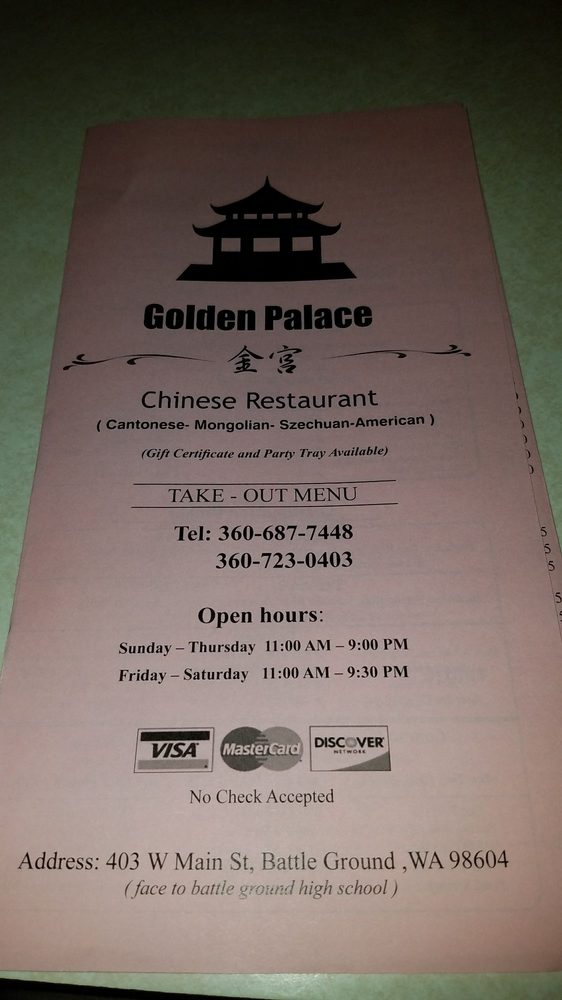 Golden Palace
金宫
Chinese Restaurant
( Cantonese- Mongolian- Szechuan-American )
(Gift Certificate and Party Tray Available)
TAKE - OUT MENU
Tel: 360-687-7448
360-723-0403
Open hours:
Sunday – Thursday 11:00 AM – 9:00 PM
Friday – Saturday 11:00 AM – 9:30 PM
VISA MasterCard DISCOVER
NETWORK
No Check Accepted
Address: 403 W Main St, Battle Ground ,WA 98604
( face to battle ground high school )